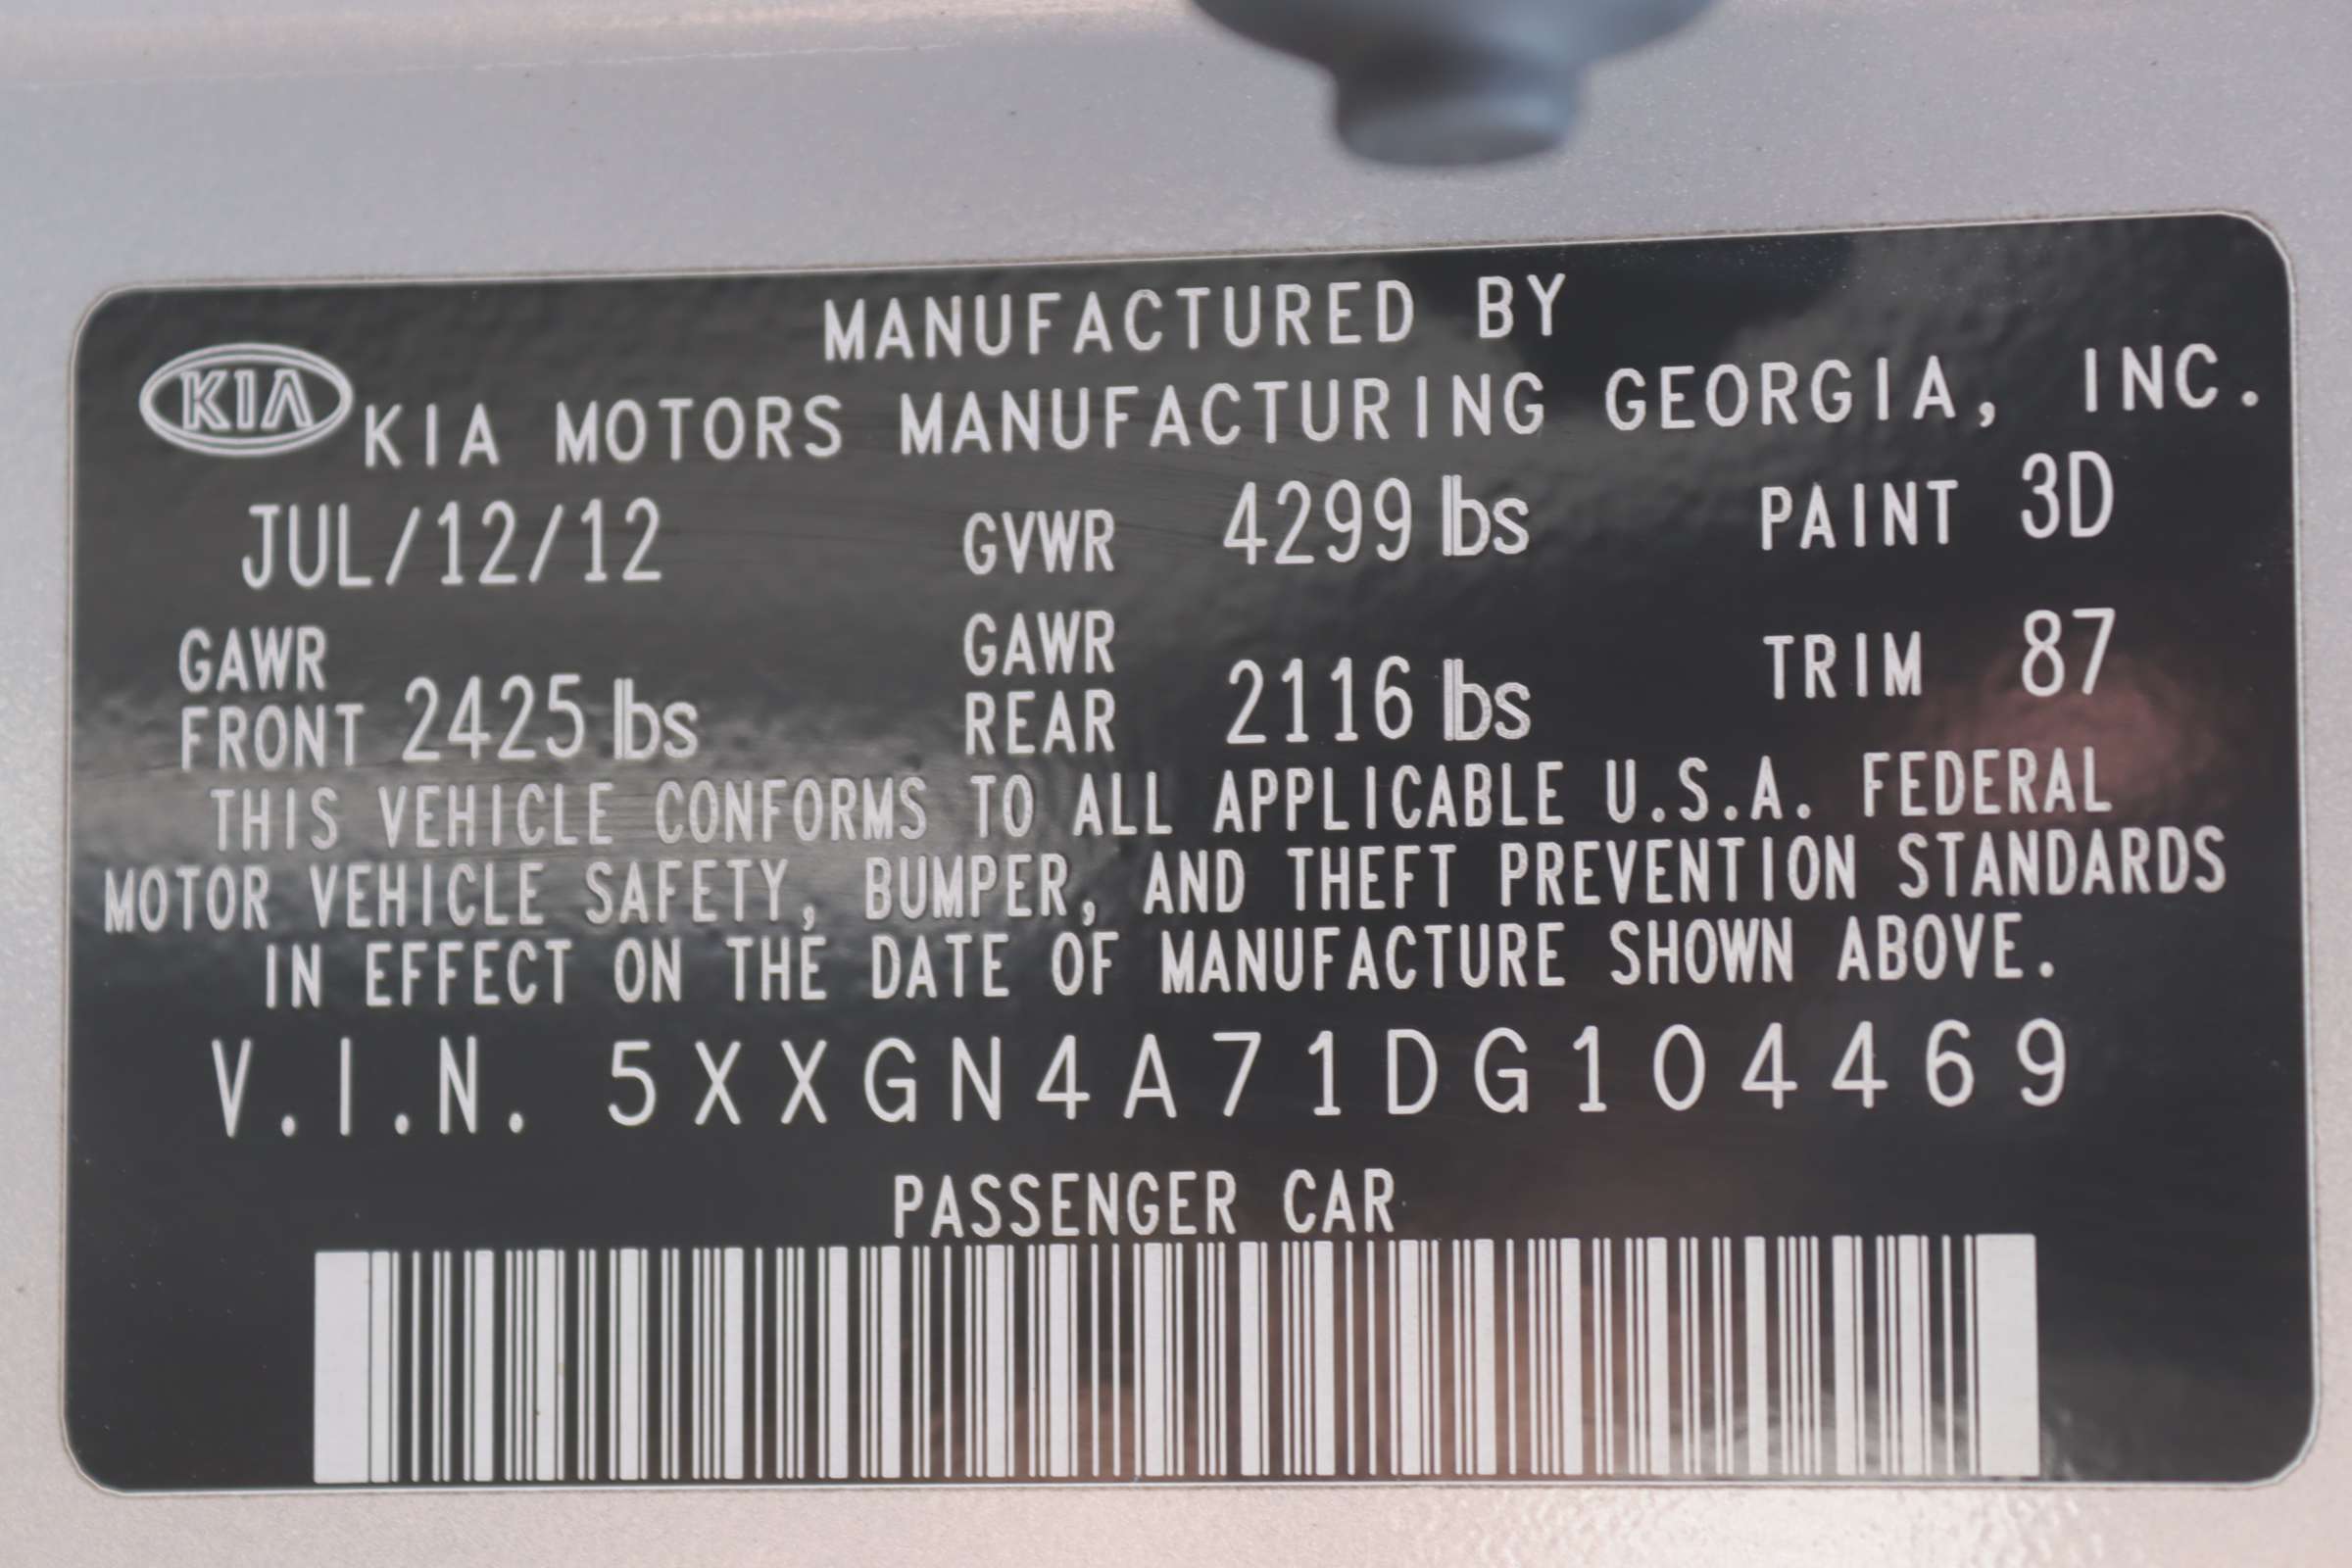 MANUFACTURED BY
KIA KIA MOTORS MANUFACTURING GEORGIA, INC.
JUL/12/12 GVWR 4299 lbs PAINT 3D
GAWR FRONT 2425 lbs GAWR REAR 2116 lbs TRIM 87
THIS VEHICLE CONFORMS TO ALL APPLICABLE U.S.A. FEDERAL
MOTOR VEHICLE SAFETY, BUMPER, AND THEFT PREVENTION STANDARDS
IN EFFECT ON THE DATE OF MANUFACTURE SHOWN ABOVE.
V.I.N. 5XXGN4A71DG104469
PASSENGER CAR